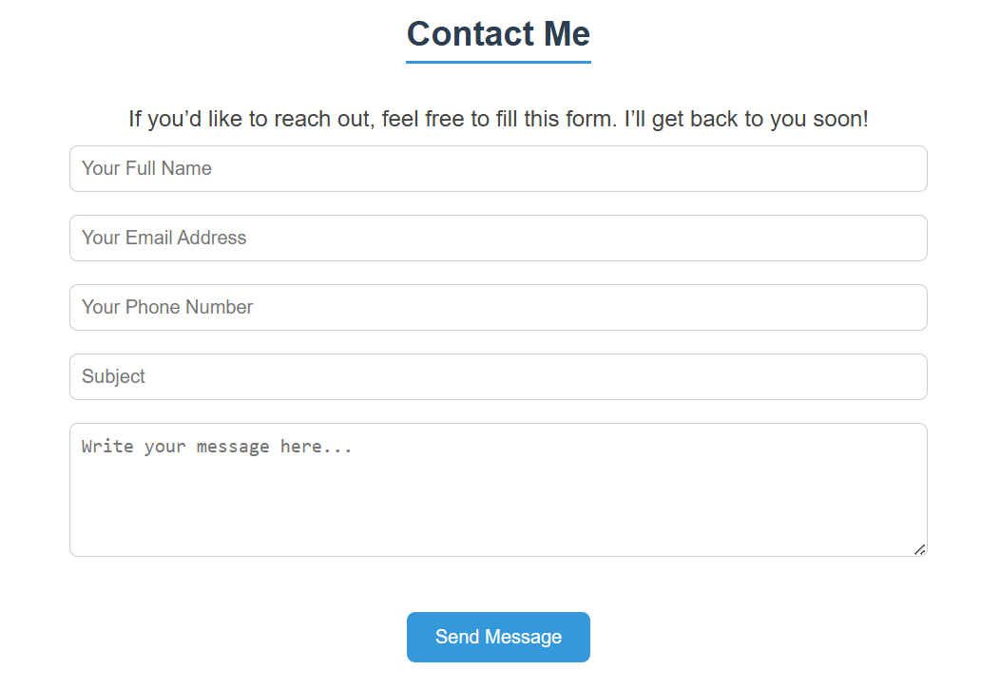 Contact Me
If you’d like to reach out, feel free to fill this form. I’ll get back to you soon!
Your Full Name
Your Email Address
Your Phone Number
Subject
Write your message here...
Send Message